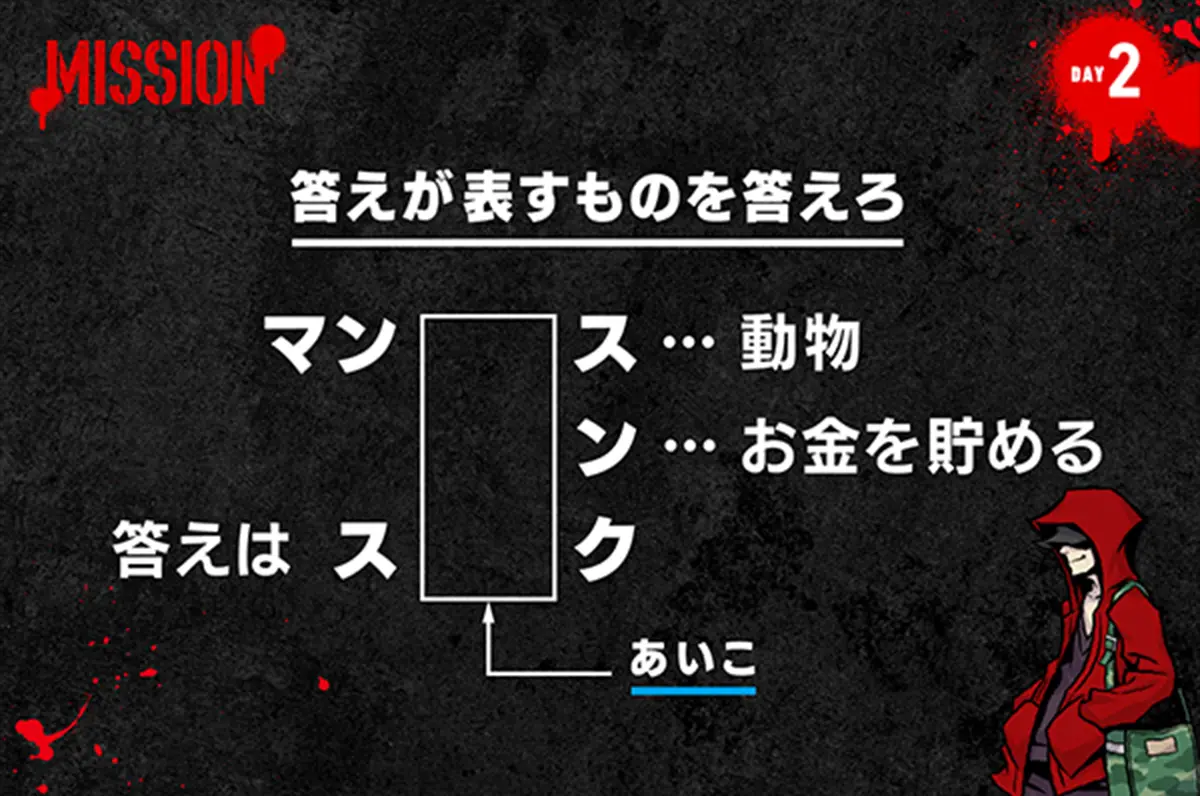 MISSION
DAY 2
答えが表すものを答えろ
マン ス … 動物
ン … お金を貯める
答えは ス ク
あいこ